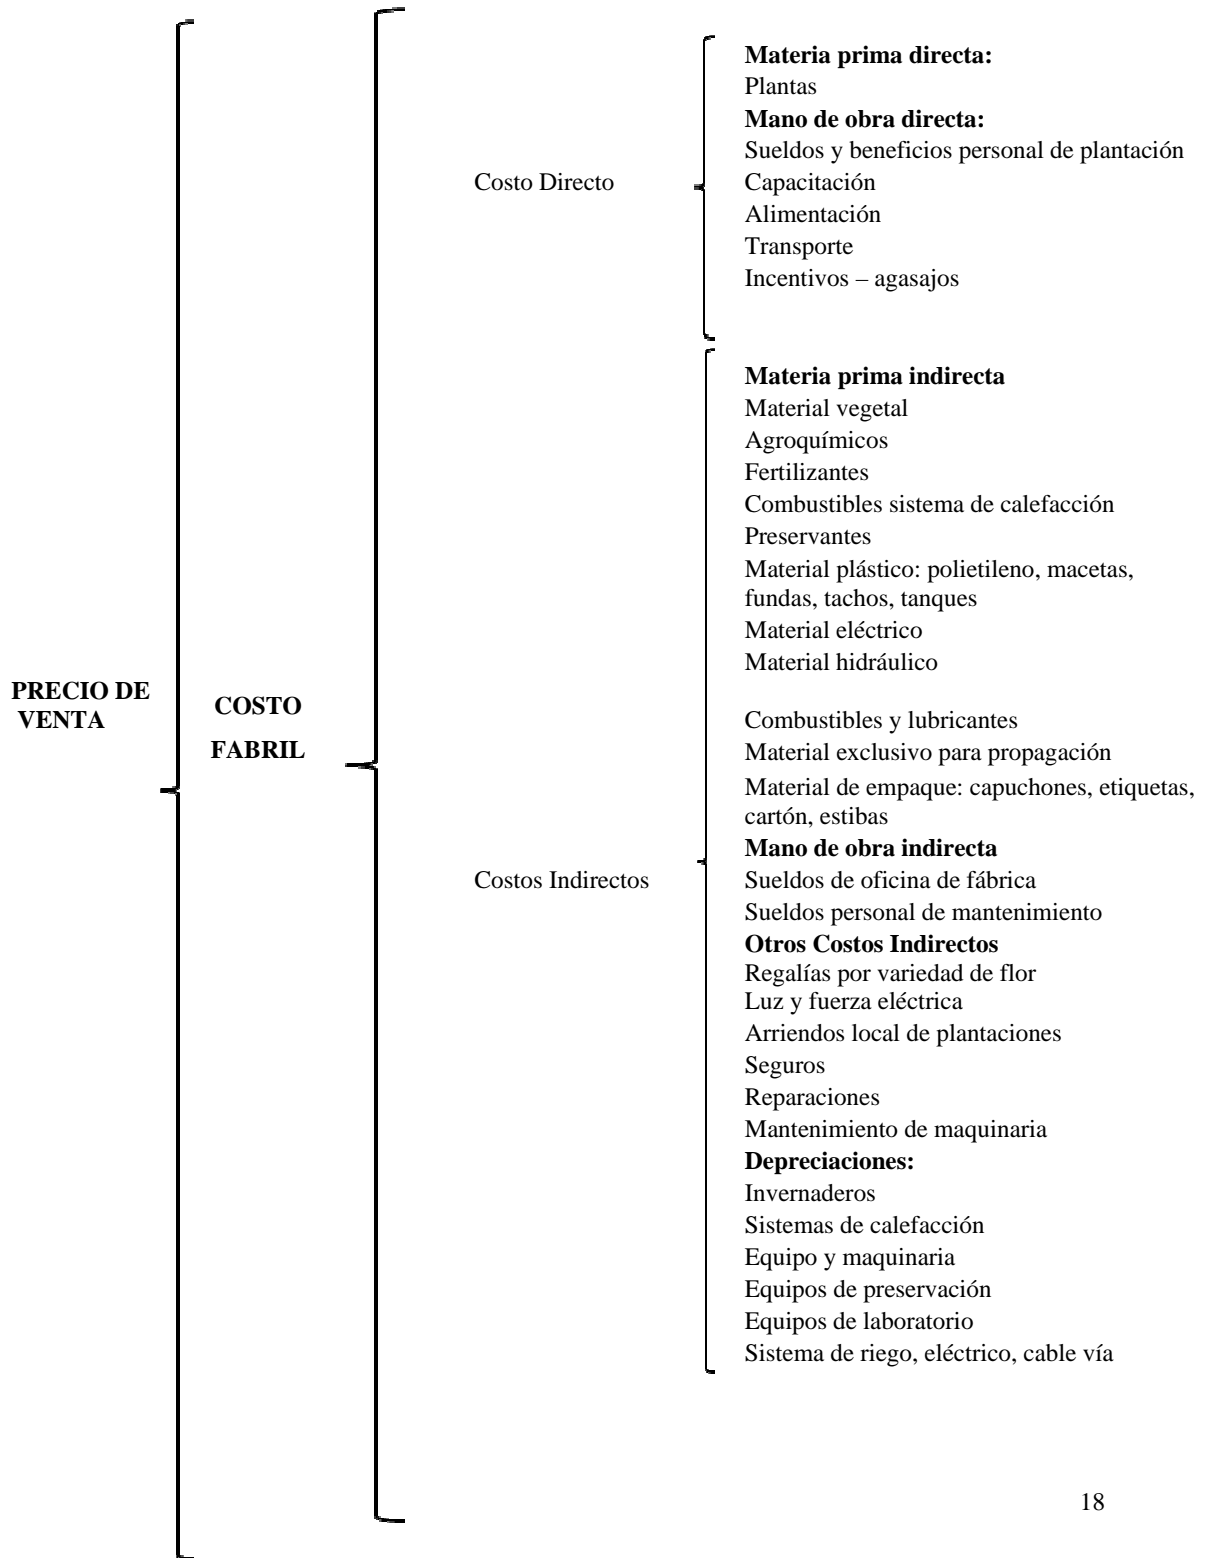 PRECIO DE
VENTA
COSTO
FABRIL
Costo Directo
Materia prima directa:
Plantas
Mano de obra directa:
Sueldos y beneficios personal de plantación
Capacitación
Alimentación
Transporte
Incentivos – agasajos
Costos Indirectos
Materia prima indirecta
Material vegetal
Agroquímicos
Fertilizantes
Combustibles sistema de calefacción
Preservantes
Material plástico: polietileno, macetas,
fundas, tachos, tanques
Material eléctrico
Material hidráulico
Combustibles y lubricantes
Material exclusivo para propagación
Material de empaque: capuchones, etiquetas,
cartón, estibas
Mano de obra indirecta
Sueldos de oficina de fábrica
Sueldos personal de mantenimiento
Otros Costos Indirectos
Regalías por variedad de flor
Luz y fuerza eléctrica
Arriendos local de plantaciones
Seguros
Reparaciones
Mantenimiento de maquinaria
Depreciaciones:
Invernaderos
Sistemas de calefacción
Equipo y maquinaria
Equipos de preservación
Equipos de laboratorio
Sistema de riego, eléctrico, cable vía
18